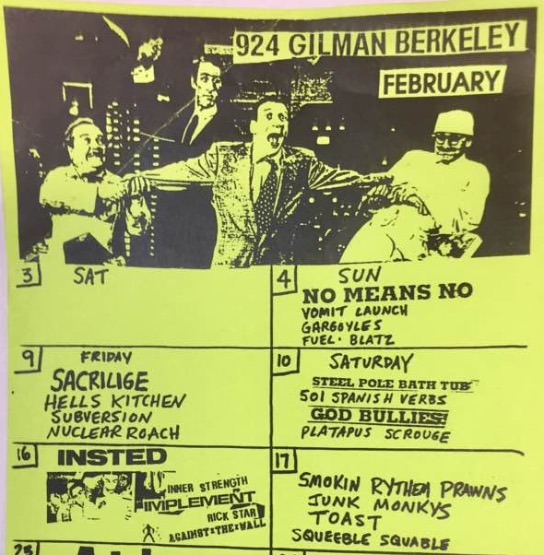 924 GILMAN BERKELEY
FEBRUARY
3 SAT
4 SUN
NO MEANS NO
VOMIT LAUNCH
GARGOYLES
FUEL· BLATZ
9 FRIDAY
SACRILIGE
HELLS KITCHEN
SUBVERSION
NUCLEAR ROACH
10 SATURDAY
STEEL POLE BATH TUB
501 SPANISH VERBS
GOD BULLIES!
PLATAPUS SCROUGE
16 INSTED
INNER STRENGTH
IMPLEMENT
RICK STAR
AGAINST THE WALL
17
SMOKIN RYTHEM PRAWNS
JUNK MONKYS
TOAST
SQUEEBLE SQUABLE
23